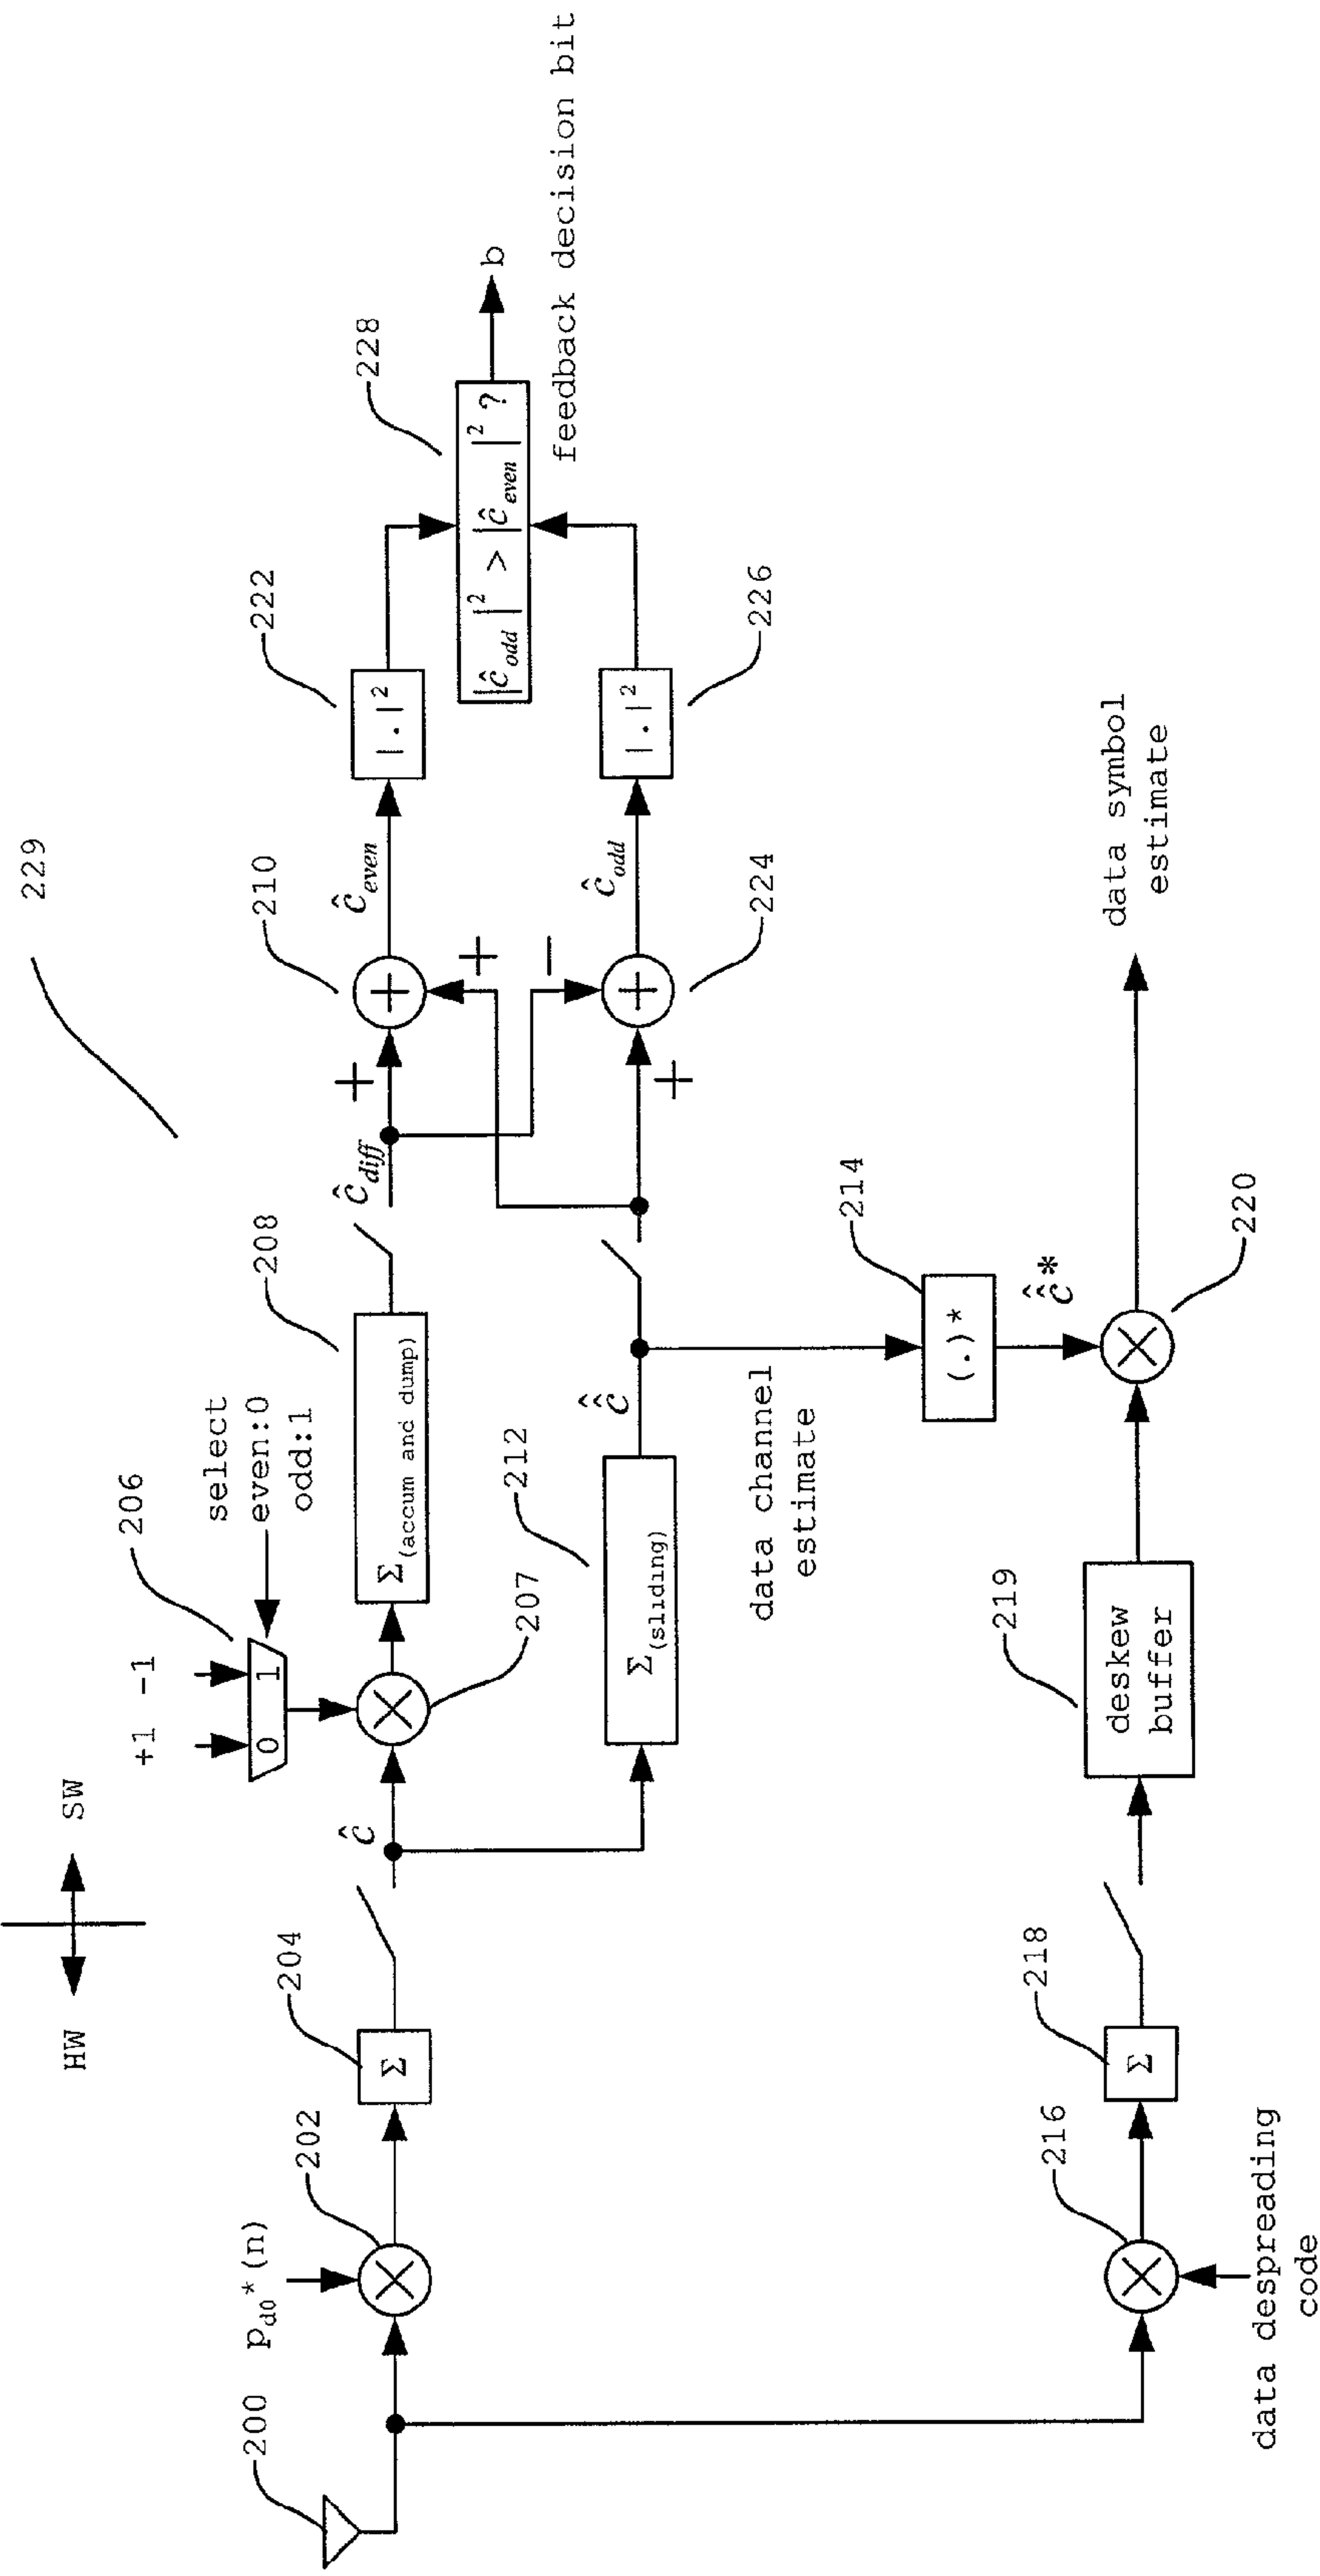 229
HW
SW
200
p_d0*(n)
202
204
Σ
ĉ
+1 -1
0 1
206
select
even:0
odd:1
207
Σ(accum and dump)
208
ĉ_diff
+
+
210
ĉ_even
|.|²
222
212
Σ(sliding)
ĉ̂
data channel
estimate
+
−
+
224
ĉ_odd
|.|²
226
|ĉ_odd|² > |ĉ_even|² ?
228
b
feedback decision bit
214
(.)*
ĉ̂*
data despreading
code
216
218
Σ
219
deskew
buffer
220
data symbol
estimate